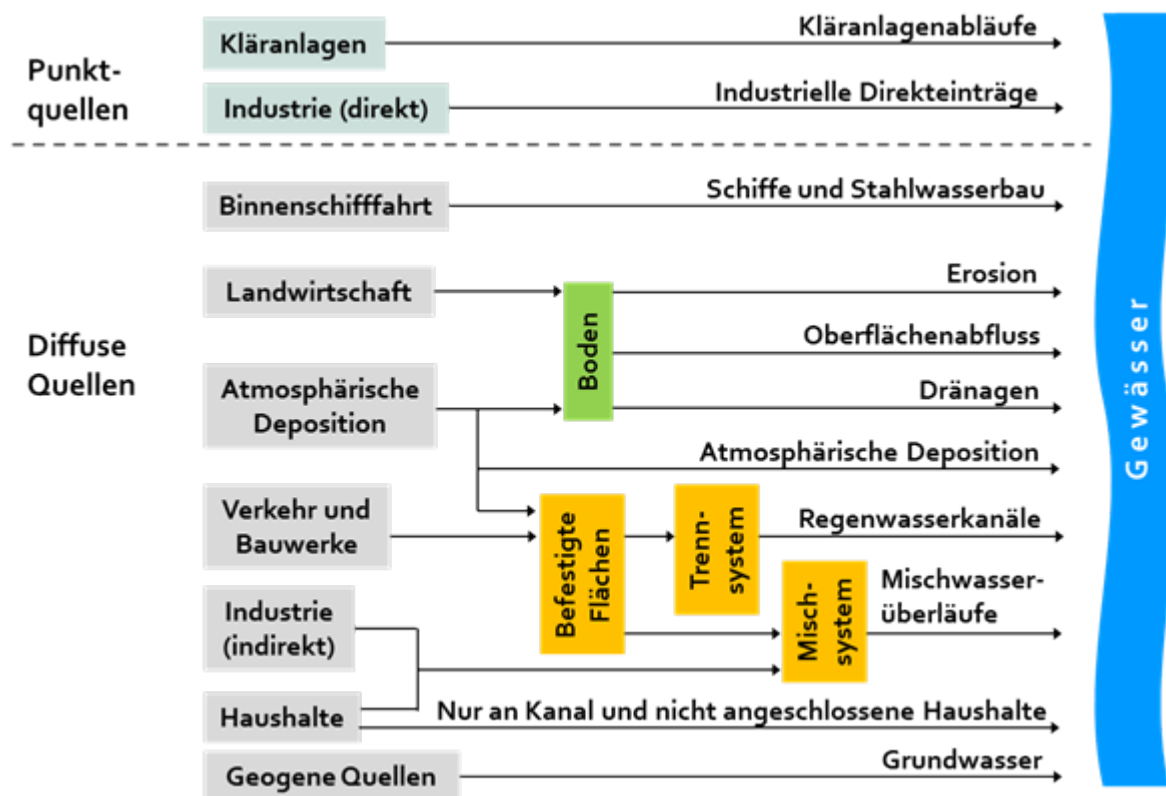 Punkt-
quellen
Kläranlagen
Kläranlagenabläufe
Industrie (direkt)
Industrielle Direkteinträge
Diffuse
Quellen
Binnenschifffahrt
Schiffe und Stahlwasserbau
Landwirtschaft
Boden
Erosion
Oberflächenabfluss
Atmosphärische
Deposition
Dränagen
Atmosphärische Deposition
Verkehr und
Bauwerke
Befestigte
Flächen
Trenn-
system
Regenwasserkanäle
Industrie
(indirekt)
Misch-
system
Mischwasser-
überläufe
Haushalte
Nur an Kanal und nicht angeschlossene Haushalte
Geogene Quellen
Grundwasser
Gewässer